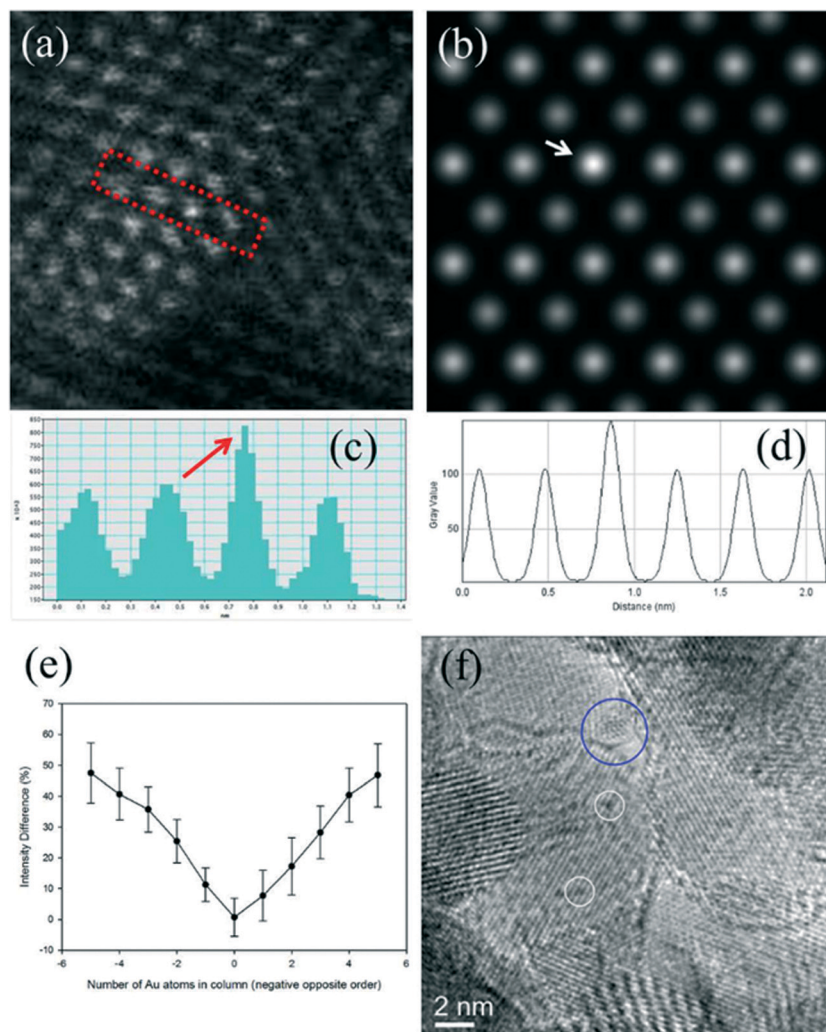 (a)
(b)
(c)
850
800
750
700
650
600
550
500
450
400
350
300
250
200
150
0.0 0.1 0.2 0.3 0.4 0.5 0.6 0.7 0.8 0.9 1.0 1.1 1.2 1.3 1.4
nm
(d)
Gray Value
100
50
0.0 0.5 1.0 1.5 2.0
Distance (nm)
(e)
Intensity Difference (%)
70
60
50
40
30
20
10
0
-10
-6 -4 -2 0 2 4 6
Number of Au atoms in column (negative opposite order)
(f)
2 nm